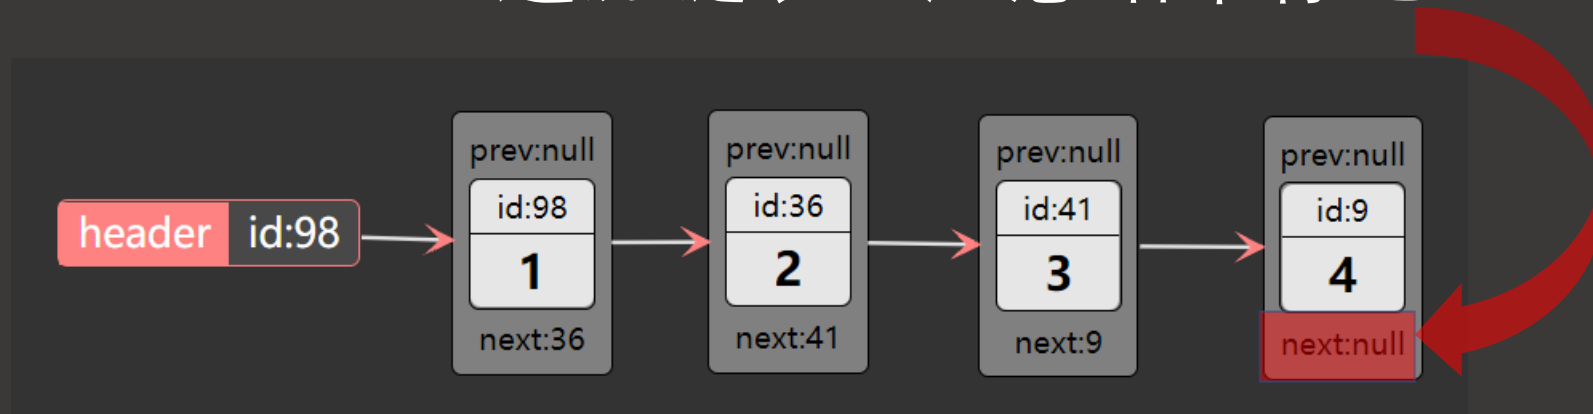 header id:98
prev:null
id:98
1
next:36
prev:null
id:36
2
next:41
prev:null
id:41
3
next:9
prev:null
id:9
4
next:null